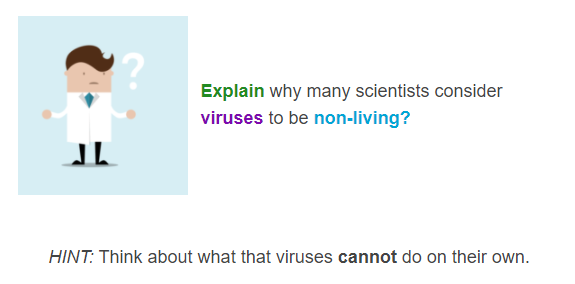 ?
Explain why many scientists consider
viruses to be non-living?
HINT: Think about what that viruses cannot do on their own.